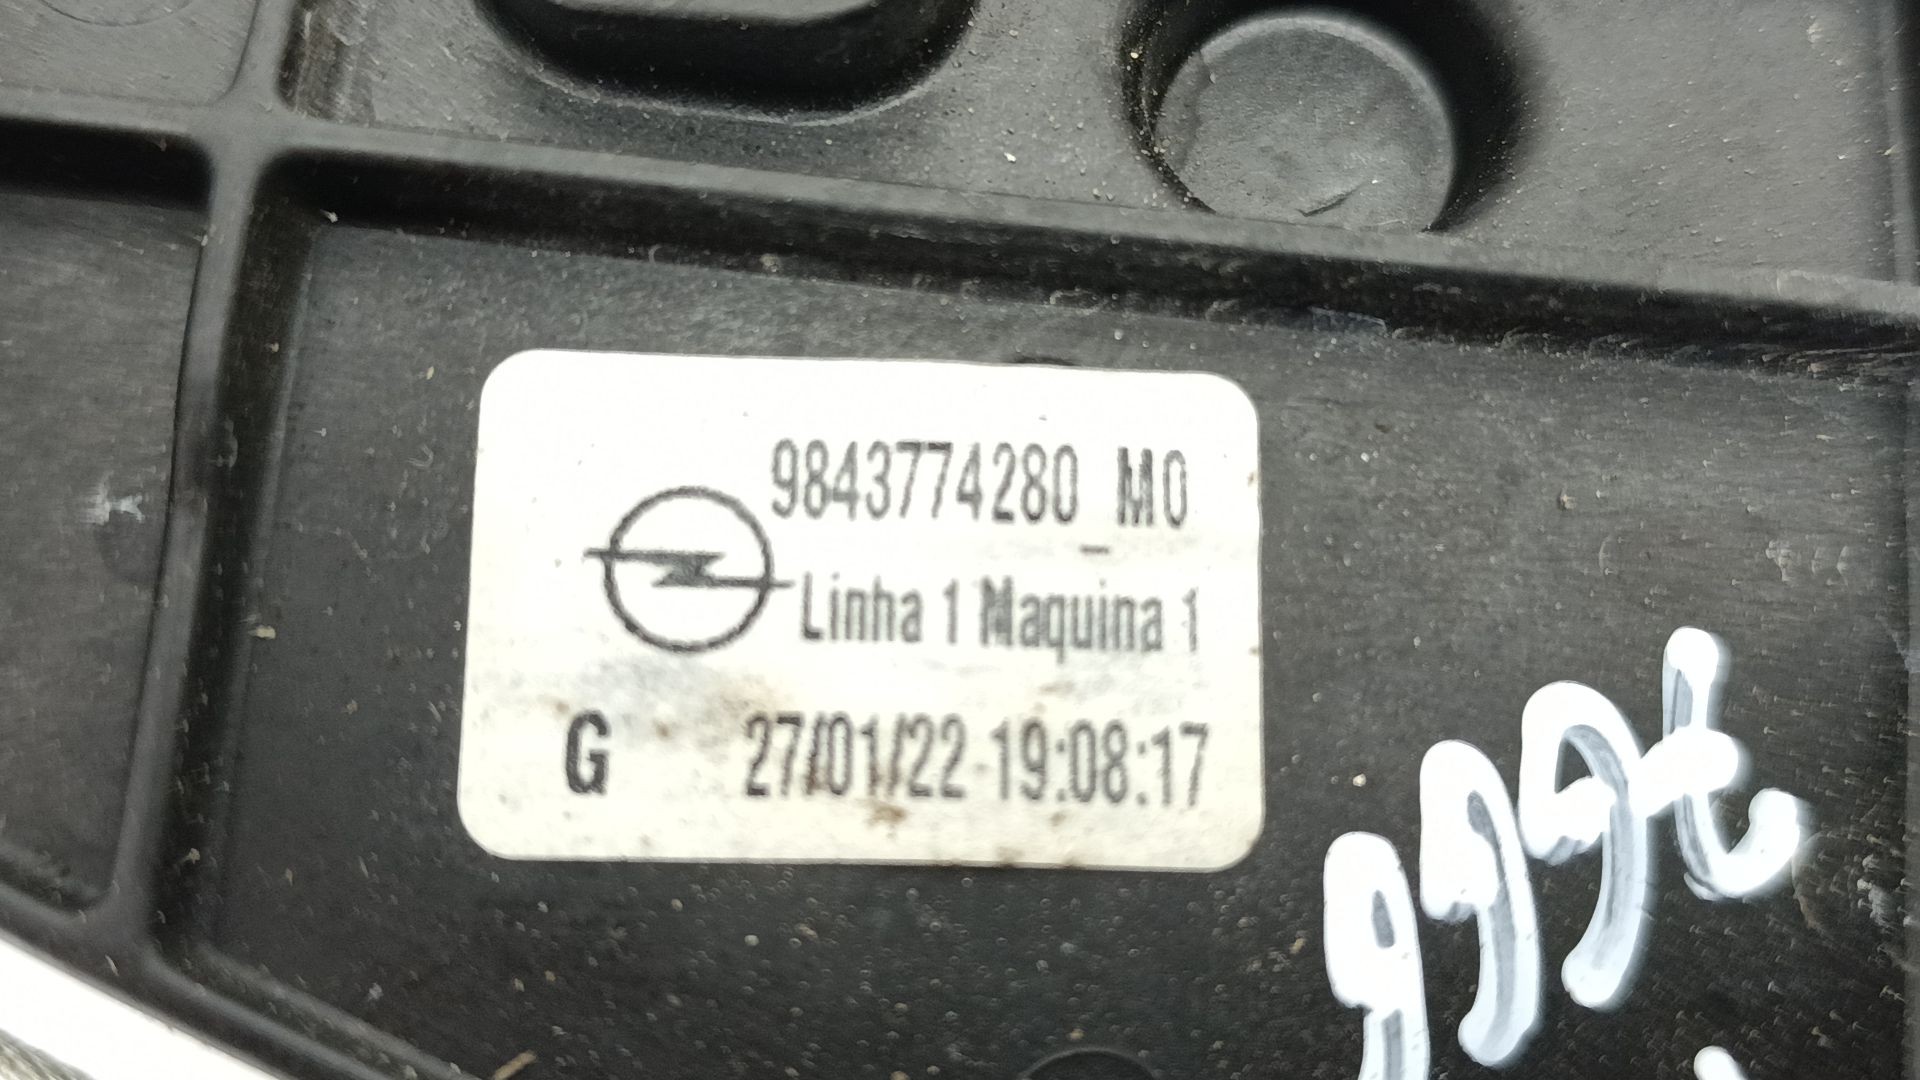 9843774280_M0
Linha 1 Maquina 1
G 27/01/22-19:08:17